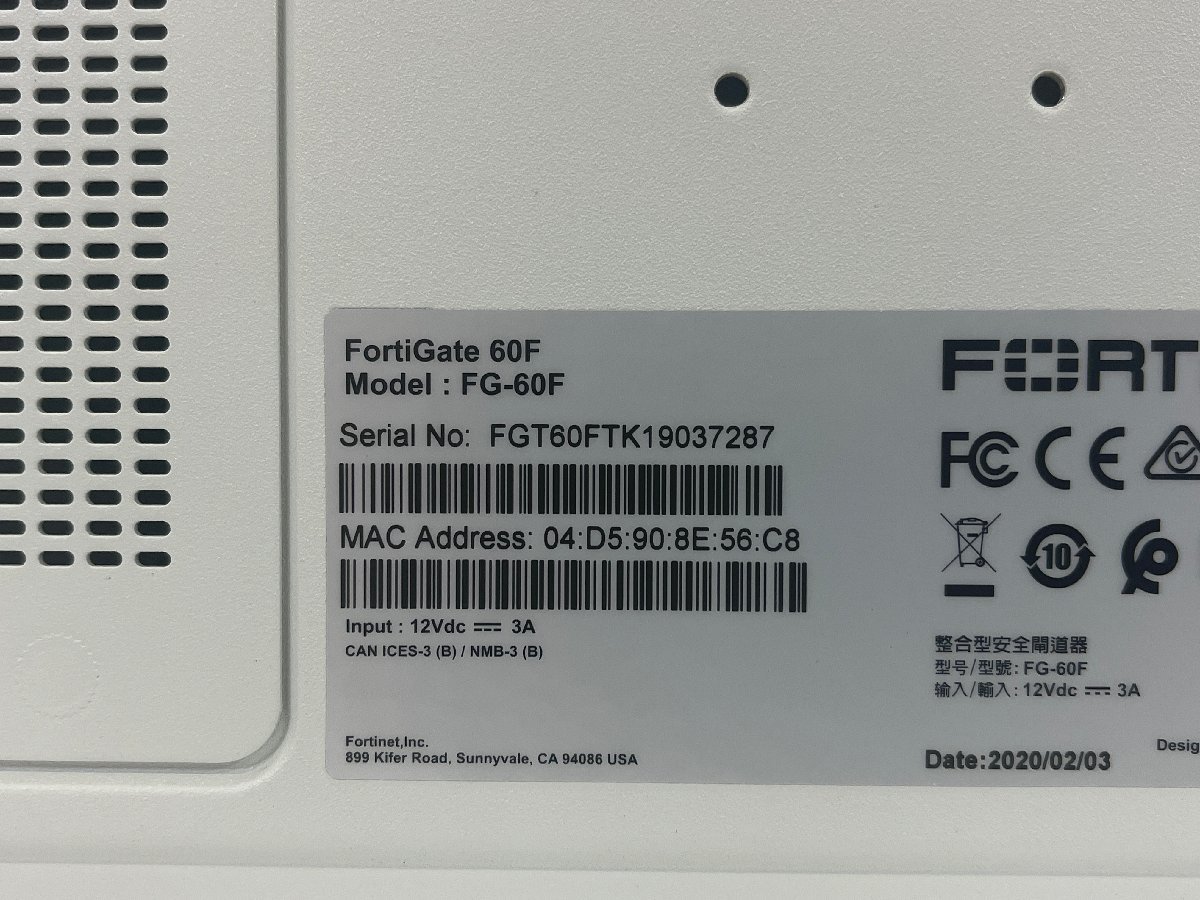 FortiGate 60F
Model : FG-60F
Serial No: FGT60FTK19037287
MAC Address: 04:D5:90:8E:56:C8
Input : 12Vdc ⎓ 3A
CAN ICES-3 (B) / NMB-3 (B)
Fortinet,Inc.
899 Kifer Road, Sunnyvale, CA 94086 USA
FORT
FC CE
10
整合型安全閘道器
型号/型號: FG-60F
输入/輸入: 12Vdc ⎓ 3A
Date:2020/02/03
Desig